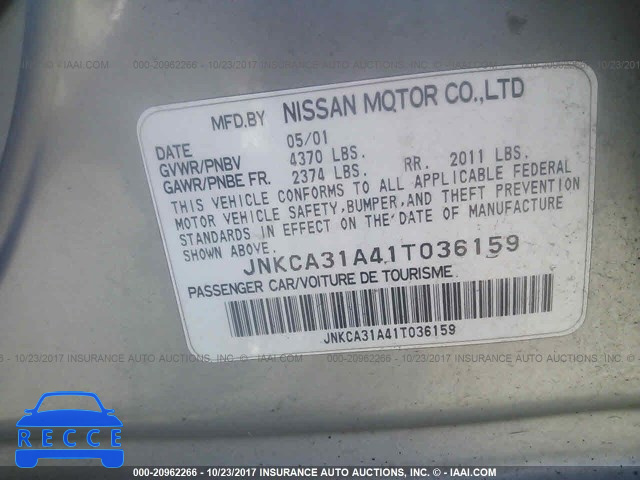 000-20962266 - 10/23/2017 INSURANCE AUTO AUCTIONS - © WWW.IAAI.COM
MFD.BY NISSAN MOTOR CO.,LTD
DATE 05/01
GVWR/PNBV 4370 LBS.
GAWR/PNBE FR. 2374 LBS. RR. 2011 LBS.
THIS VEHICLE CONFORMS TO ALL APPLICABLE FEDERAL
MOTOR VEHICLE SAFETY, BUMPER, AND THEFT PREVENTION
STANDARDS IN EFFECT ON THE DATE OF MANUFACTURE
SHOWN ABOVE.
JNKCA31A41T036159
PASSENGER CAR/VOITURE DE TOURISME
JNKCA31A41T036159
RECCE
000-20962266 - 10/23/2017 INSURANCE AUTO AUCTIONS - © WWW.IAAI.COM